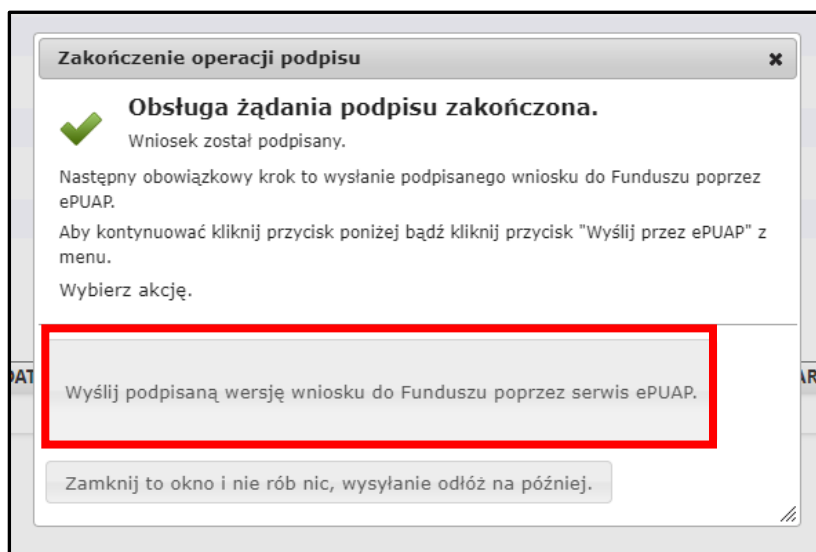 Zakończenie operacji podpisu
Obsługa żądania podpisu zakończona.
Wniosek został podpisany.
Następny obowiązkowy krok to wysłanie podpisanego wniosku do Funduszu poprzez
ePUAP.
Aby kontynuować kliknij przycisk poniżej bądź kliknij przycisk "Wyślij przez ePUAP" z
menu.
Wybierz akcję.
Wyślij podpisaną wersję wniosku do Funduszu poprzez serwis ePUAP.
Zamknij to okno i nie rób nic, wysyłanie odłóż na później.